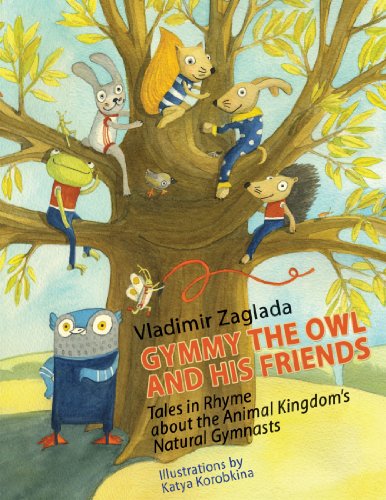 Vladimir Zaglada
GYMMY THE OWL
AND HIS FRIENDS
Tales in Rhyme
about the Animal Kingdom's
Natural Gymnasts
Illustrations by
Katya Korobkina